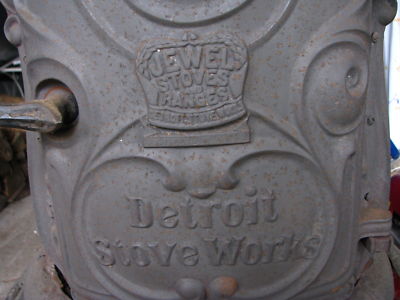 JEWEL
STOVES
RANGES
Detroit
Stove Works